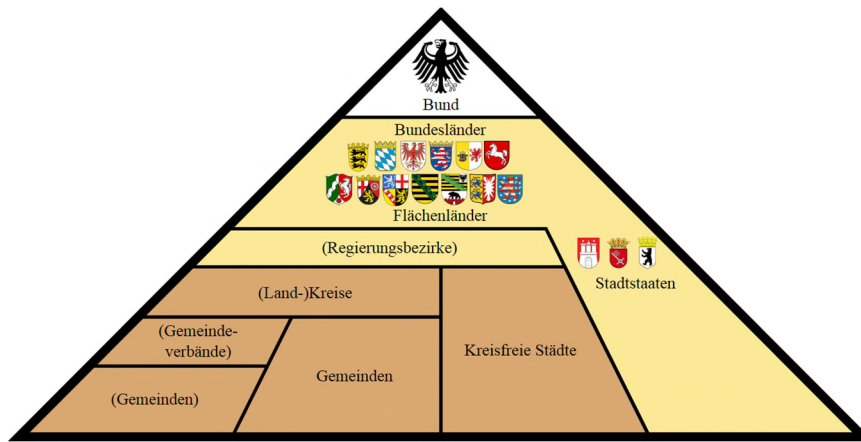 Bund
Bundesländer
Flächenländer
(Regierungsbezirke)
Stadtstaaten
(Land-)Kreise
(Gemeinde-
verbände)
Kreisfreie Städte
Gemeinden
(Gemeinden)